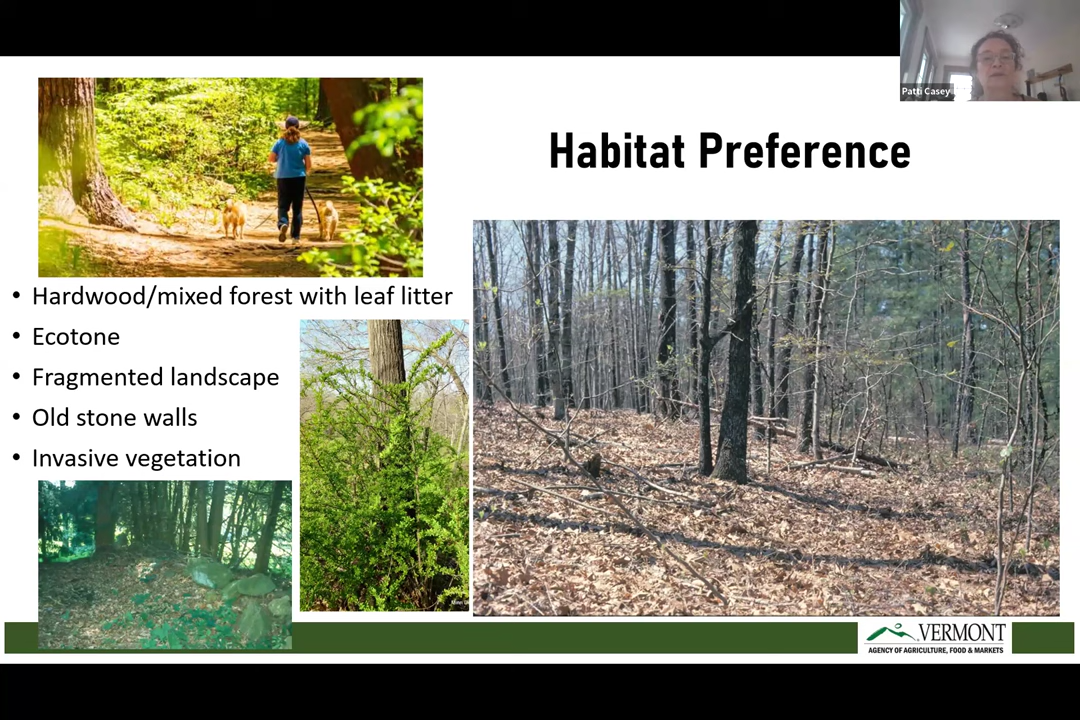 Patti Casey
Habitat Preference
• Hardwood/mixed forest with leaf litter
• Ecotone
• Fragmented landscape
• Old stone walls
• Invasive vegetation
VERMONT
AGENCY OF AGRICULTURE, FOOD & MARKETS